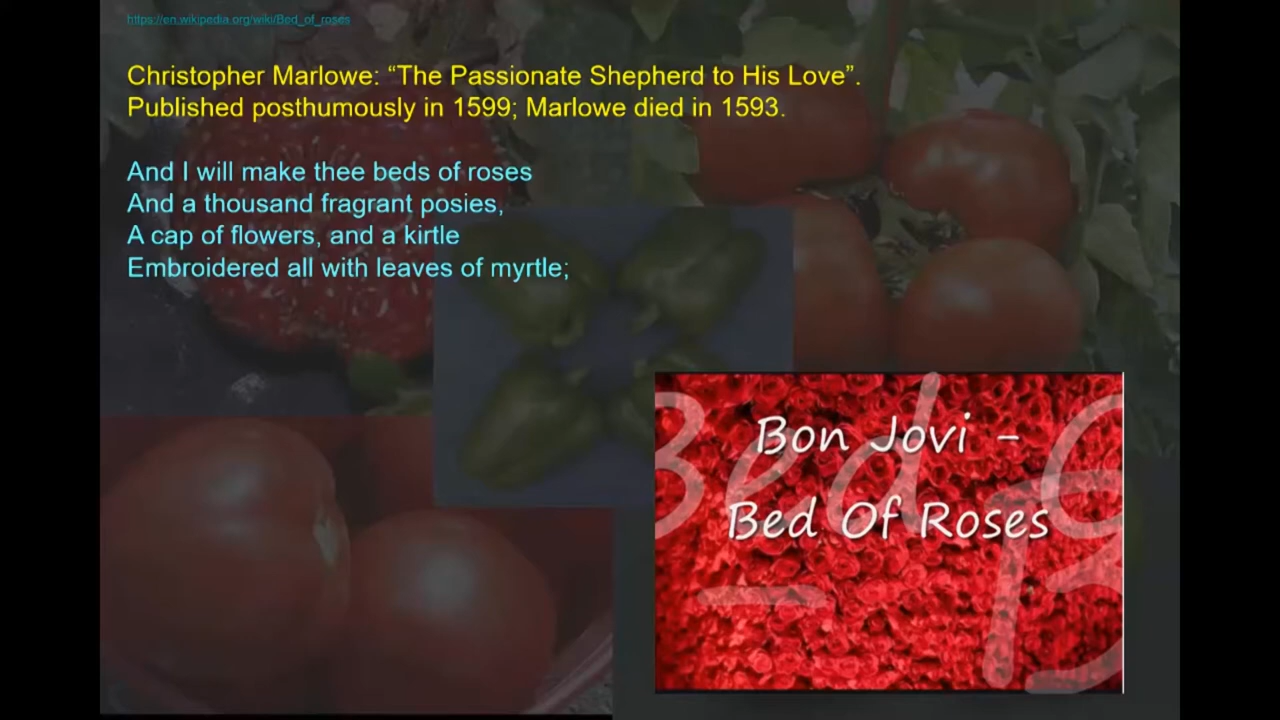 https://en.wikipedia.org/wiki/Bed_of_roses
Christopher Marlowe: “The Passionate Shepherd to His Love”.
Published posthumously in 1599; Marlowe died in 1593.
And I will make thee beds of roses
And a thousand fragrant posies,
A cap of flowers, and a kirtle
Embroidered all with leaves of myrtle;
Bon Jovi -
Bed Of Roses